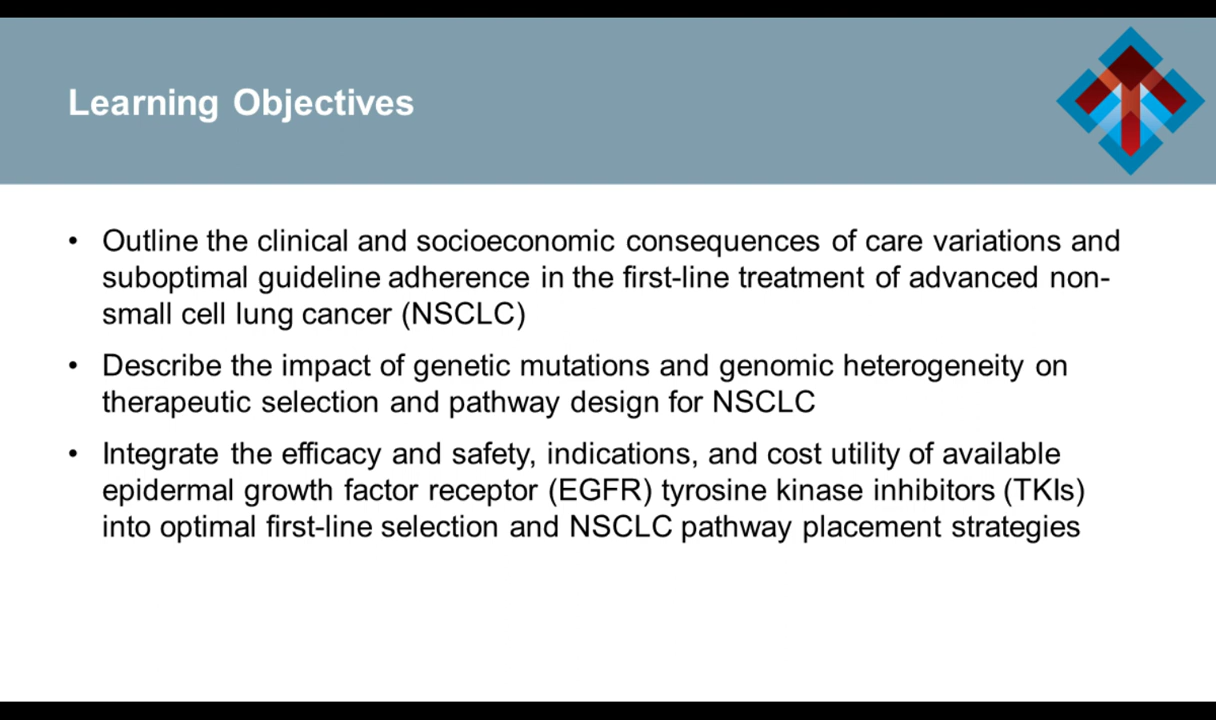 Learning Objectives
• Outline the clinical and socioeconomic consequences of care variations and
suboptimal guideline adherence in the first-line treatment of advanced non-
small cell lung cancer (NSCLC)
• Describe the impact of genetic mutations and genomic heterogeneity on
therapeutic selection and pathway design for NSCLC
• Integrate the efficacy and safety, indications, and cost utility of available
epidermal growth factor receptor (EGFR) tyrosine kinase inhibitors (TKIs)
into optimal first-line selection and NSCLC pathway placement strategies